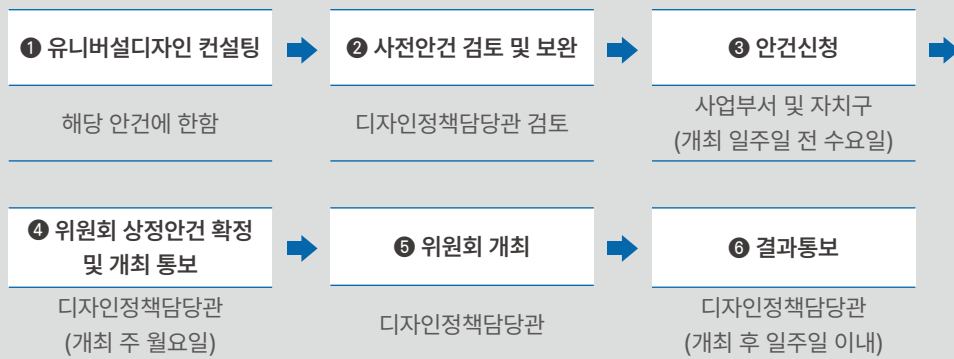 ❶ 유니버설디자인 컨설팅
해당 안건에 한함
❷ 사전안건 검토 및 보완
디자인정책담당관 검토
❸ 안건신청
사업부서 및 자치구
(개최 일주일 전 수요일)
❹ 위원회 상정안건 확정
및 개최 통보
디자인정책담당관
(개최 주 월요일)
❺ 위원회 개최
디자인정책담당관
❻ 결과통보
디자인정책담당관
(개최 후 일주일 이내)